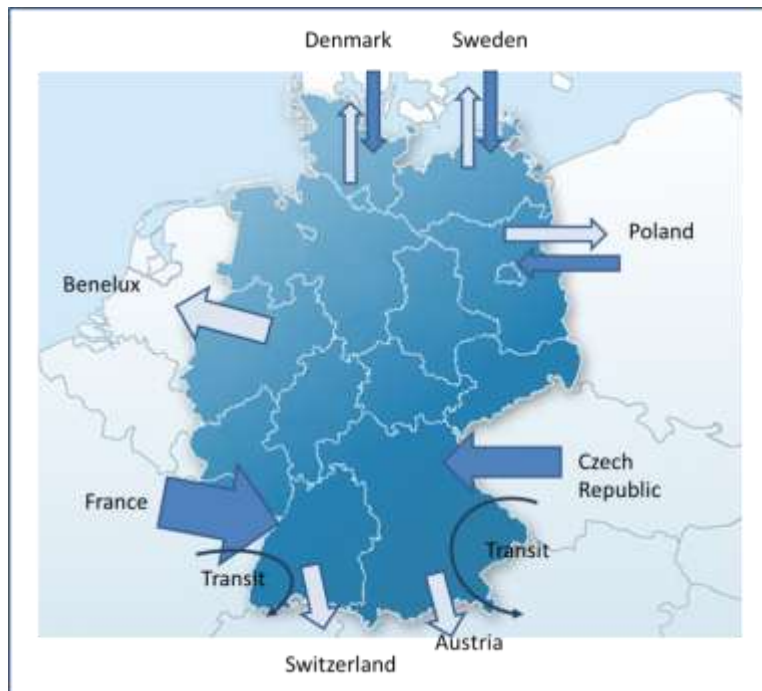 Denmark
Sweden
Poland
Benelux
Czech
Republic
France
Transit
Transit
Austria
Switzerland